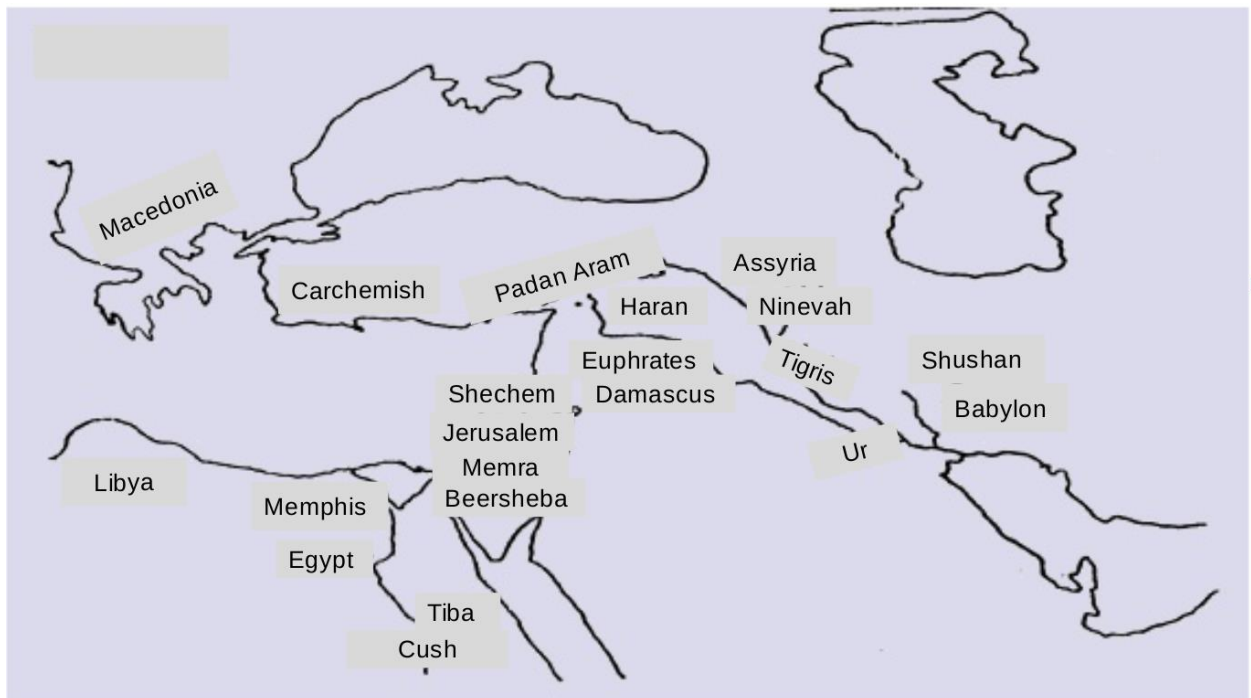 Macedonia
Assyria
Padan Aram
Carchemish
Haran
Ninevah
Euphrates
Tigris
Shushan
Shechem
Damascus
Babylon
Jerusalem
Ur
Memra
Libya
Beersheba
Memphis
Egypt
Tiba
Cush